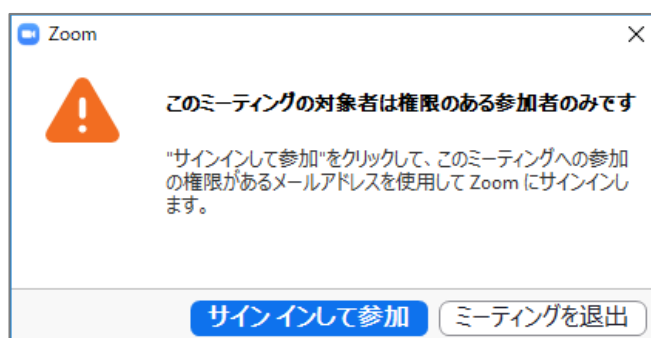 Zoom
このミーティングの対象者は権限のある参加者のみです
"サインインして参加"をクリックして、このミーティングへの参加
の権限があるメールアドレスを使用して Zoom にサインインし
ます。
サイン インして参加
ミーティングを退出